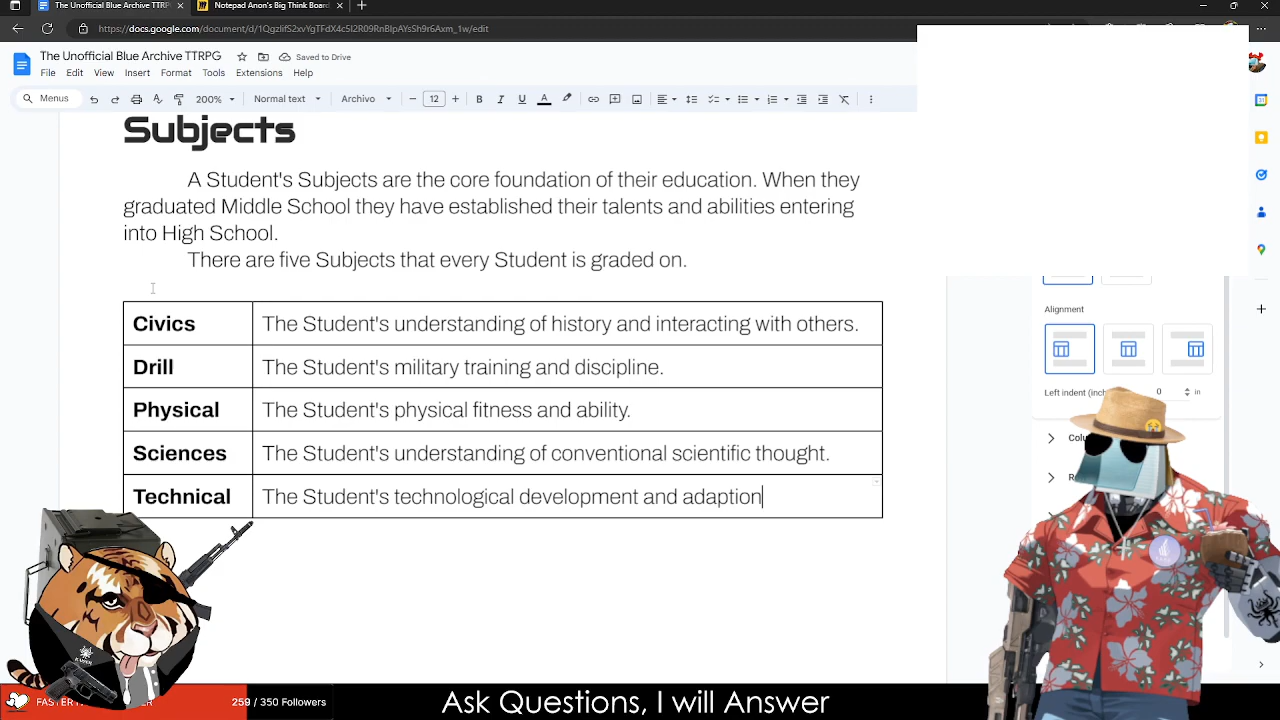 The Unofficial Blue Archive TTRP
Notepad Anon's Big Think Board
https://docs.google.com/document/d/
The Unofficial Blue Archive TTRPG
Saved to Drive
File Edit View Insert Format Tools Extensions Help
Menus 200% Normal text Archivo 12
Subjects
A Student's Subjects are the core foundation of their education. When they
graduated Middle School they have established their talents and abilities entering
into High School.
There are five Subjects that every Student is graded on.
Civics The Student's understanding of history and interacting with others.
Drill The Student's military training and discipline.
Physical The Student's physical fitness and ability.
Sciences The Student's understanding of conventional scientific thought.
Technical The Student's technological development and adaption
Alignment
Left indent 0 in
FASTER
259 / 350 Followers
Ask Questions, I will Answer